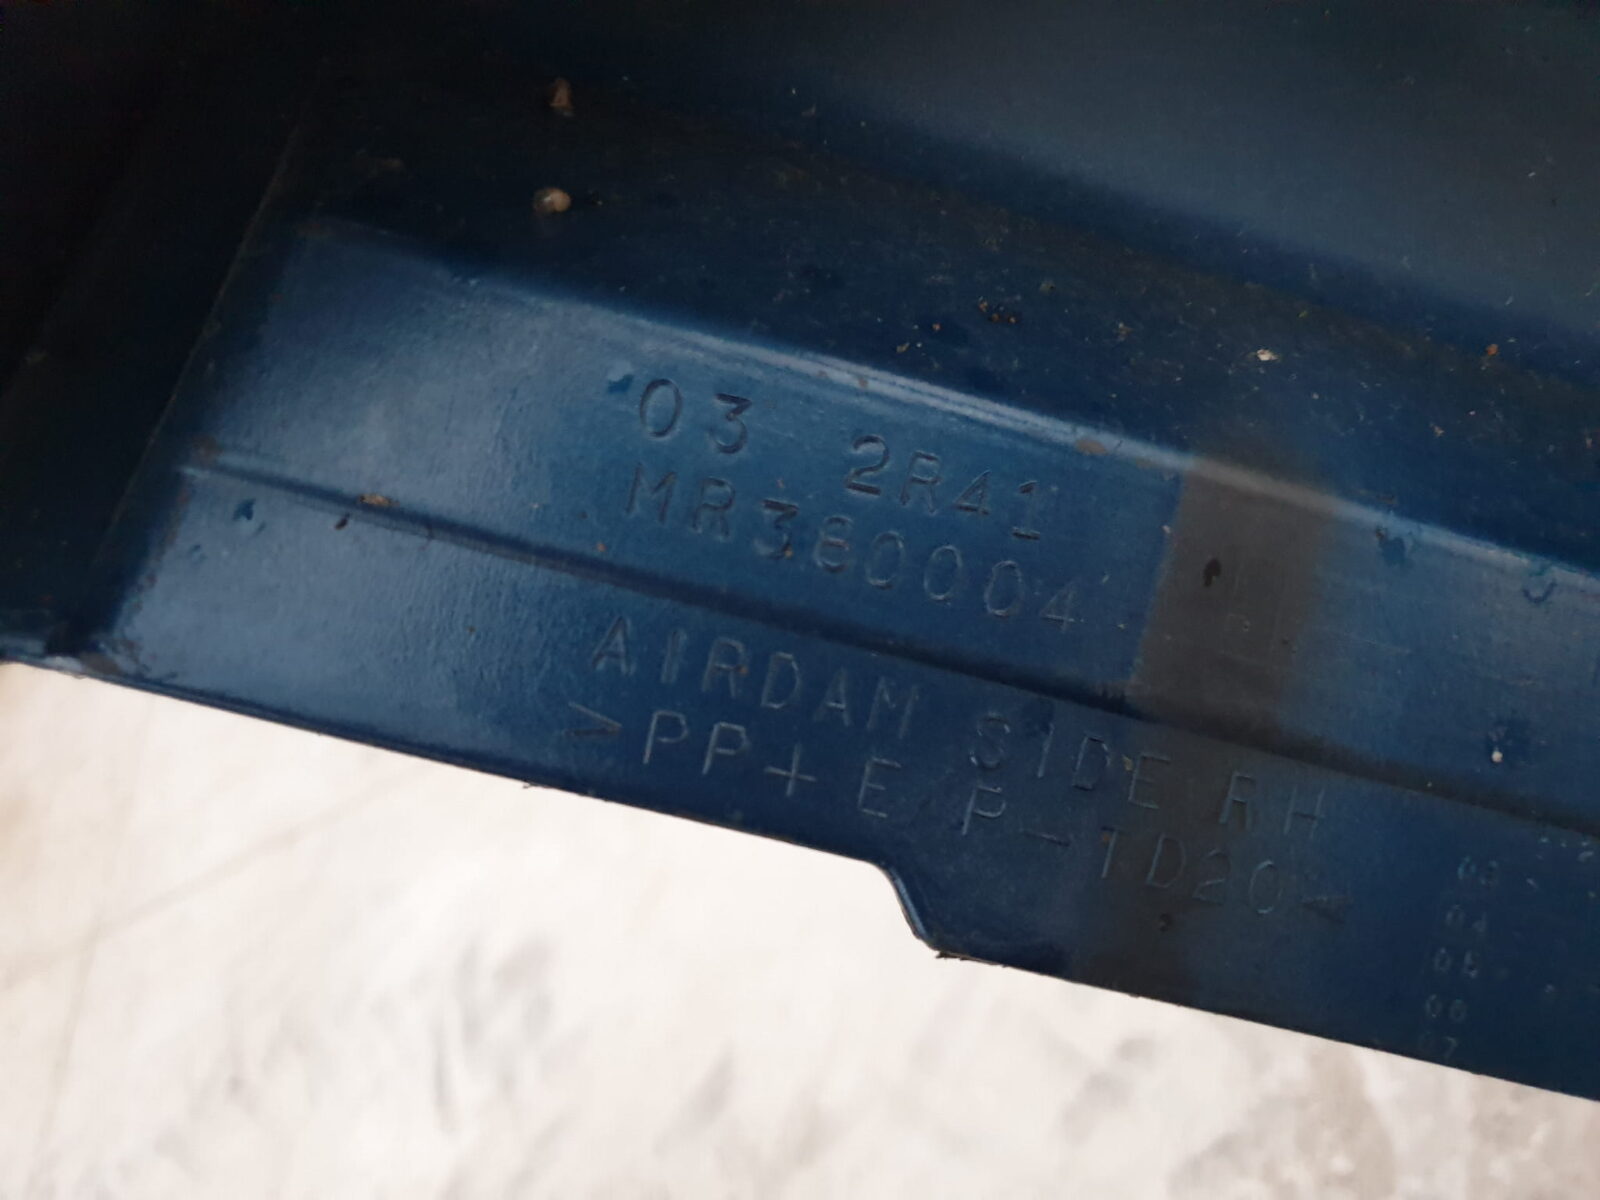 03 2R41
MR380004
AIRDAM SIDE RH
>PP+E/P-TD20<
03
04
05
06
07